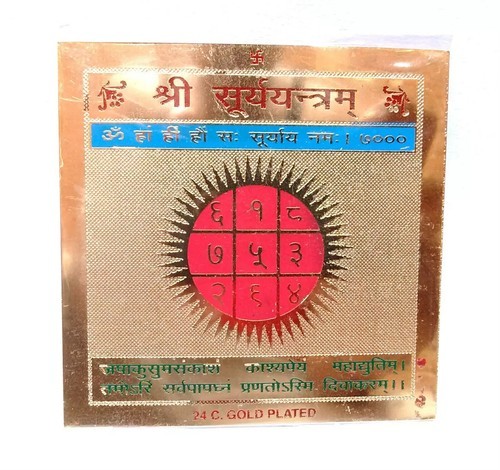 श्री सूर्ययन्त्रम्
ॐ ह्रां ह्रीं ह्रौं सः सूर्याय नमः। ७०००
६ १ ८
७ ५ ३
२ ९ ४
जपाकुसुमसंकाशं काश्यपेयं महाद्युतिम्।
तमोऽरिं सर्वपापघ्नं प्रणतोऽस्मि दिवाकरम्।।
24 C. GOLD PLATED